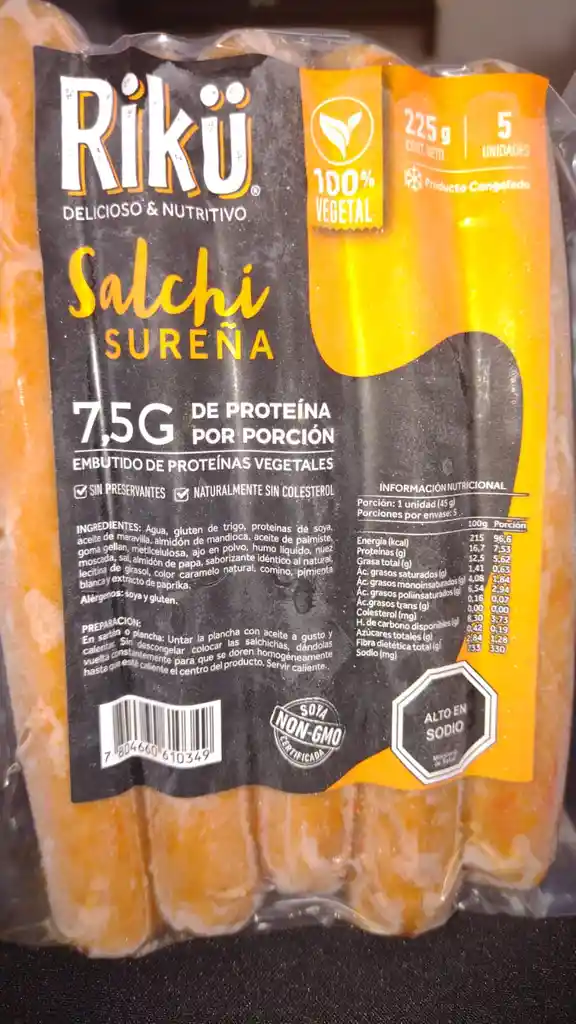 Rikü®
DELICIOSO & NUTRITIVO
100%
VEGETAL
225g
CONT. NETO
5
UNIDADES
Producto Congelado
Salchi
SUREÑA
7,5G DE PROTEÍNA
POR PORCIÓN
EMBUTIDO DE PROTEÍNAS VEGETALES
SIN PRESERVANTES NATURALMENTE SIN COLESTEROL
INGREDIENTES: Agua, gluten de trigo, proteínas de soya,
aceite de maravilla, almidón de mandioca, aceite de palmiste,
goma gellan, metilcelulosa, ajo en polvo, humo líquido, nuez
moscada, sal, almidón de papa, saborizante idéntico al natural,
lecitina de girasol, color caramelo natural, comino, pimienta
blanca y extracto de paprika.
Alérgenos: soya y gluten.
PREPARACIÓN:
En sartén o plancha: Untar la plancha con aceite a gusto y
calentar. Sin descongelar colocar las salchichas, dándolas
vuelta constantemente para que se doren homogéneamente
hasta que esté caliente el centro del producto. Servir caliente.
INFORMACIÓN NUTRICIONAL
Porción: 1 unidad (45 g)
Porciones por envase: 5
100g Porción
Energía (kcal) 215 96,6
Proteínas (g) 16,7 7,53
Grasa total (g) 12,5 5,62
Ác. grasos saturados (g) 1,41 0,63
Ác. grasos monoinsaturados (g) 4,08 1,84
Ác. grasos poliinsaturados (g) 6,54 2,94
Ác.grasos trans (g) 0,16 0,07
Colesterol (mg) 0,00 0,00
H. de carbono disponibles (g) 8,30 3,73
Azúcares totales (g) 0,42 0,19
Fibra dietética total (g) 2,84 1,28
Sodio (mg) 733 330
7 804660 610349
SOYA
NON-GMO
CERTIFICADA
ALTO EN
SODIO
Ministerio
de Salud